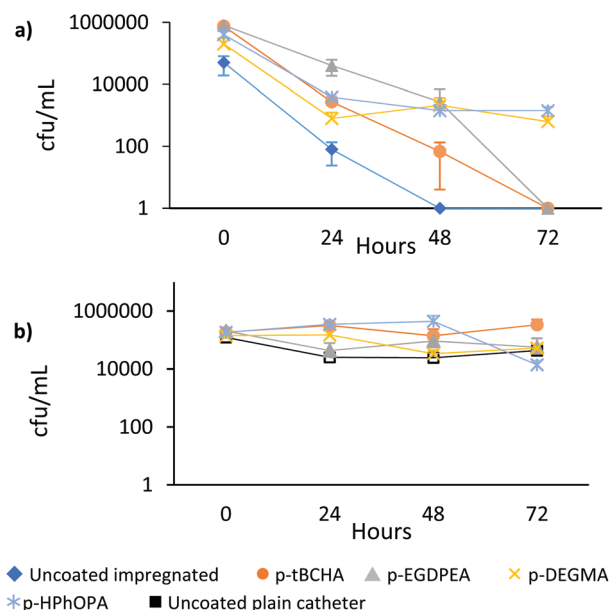 a)
1000000
10000
100
1
cfu/mL
0 24 48 72
Hours
b)
1000000
10000
100
1
cfu/mL
0 24 48 72
Hours
Uncoated impregnated p-tBCHA p-EGDPEA p-DEGMA
p-HPhOPA Uncoated plain catheter